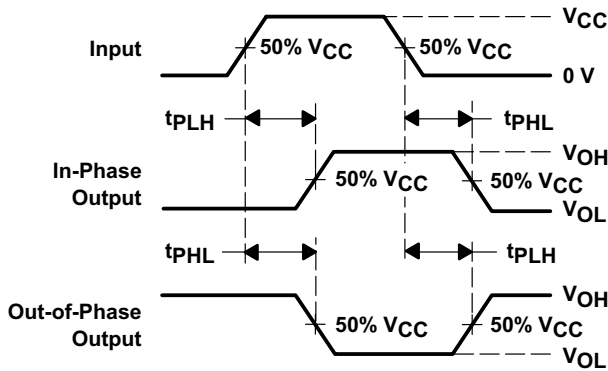 VCC
Input
50% VCC
50% VCC
0 V
tPLH
tPHL
VOH
In-Phase
Output
50% VCC
50% VCC
VOL
tPHL
tPLH
VOH
Out-of-Phase
Output
50% VCC
50% VCC
VOL